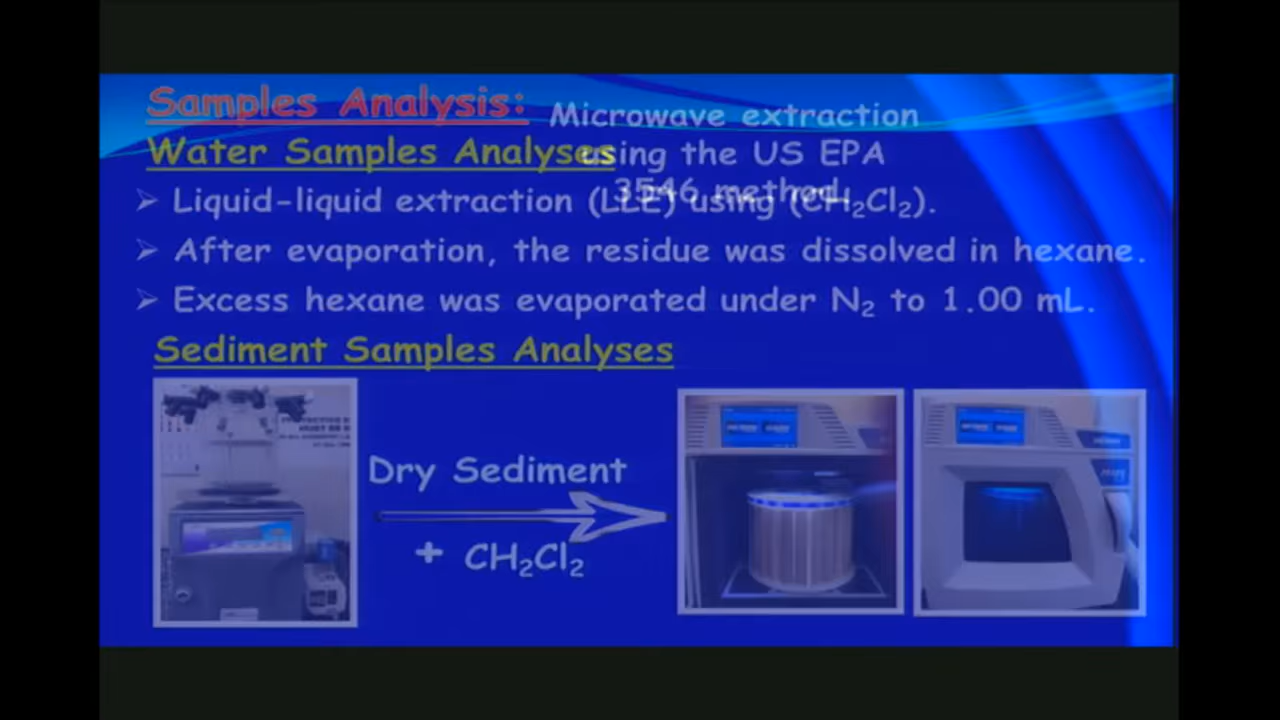 Samples Analysis:
Microwave extraction
using the US EPA
3546 method.
Water Samples Analyses
➢ Liquid-liquid extraction (LLE) using (CH₂Cl₂).
➢ After evaporation, the residue was dissolved in hexane.
➢ Excess hexane was evaporated under N₂ to 1.00 mL.
Sediment Samples Analyses
Dry Sediment
+ CH₂Cl₂